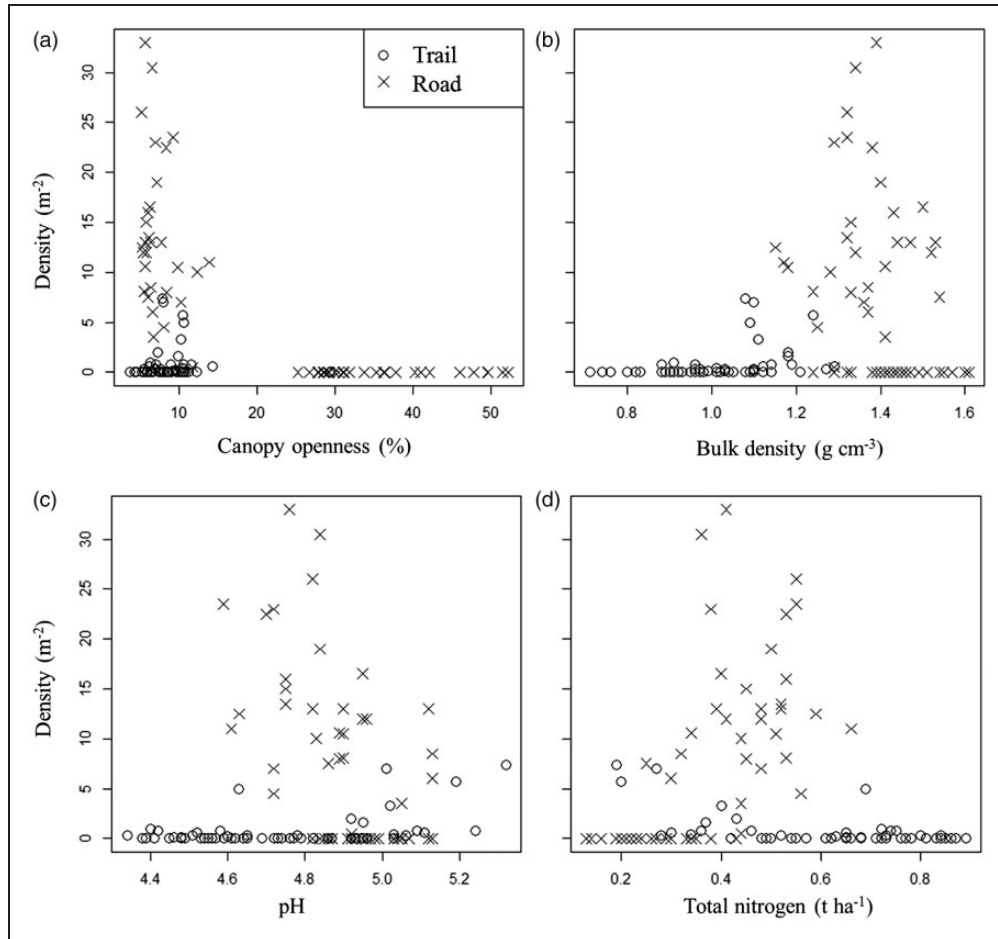 (a)
Trail
Road
Density (m-2)
0 5 10 15 20 25 30
10 20 30 40 50
Canopy openness (%)
(b)
0.8 1.0 1.2 1.4 1.6
Bulk density (g cm-3)
(c)
Density (m-2)
0 5 10 15 20 25 30
4.4 4.6 4.8 5.0 5.2
pH
(d)
0.2 0.4 0.6 0.8
Total nitrogen (t ha-1)